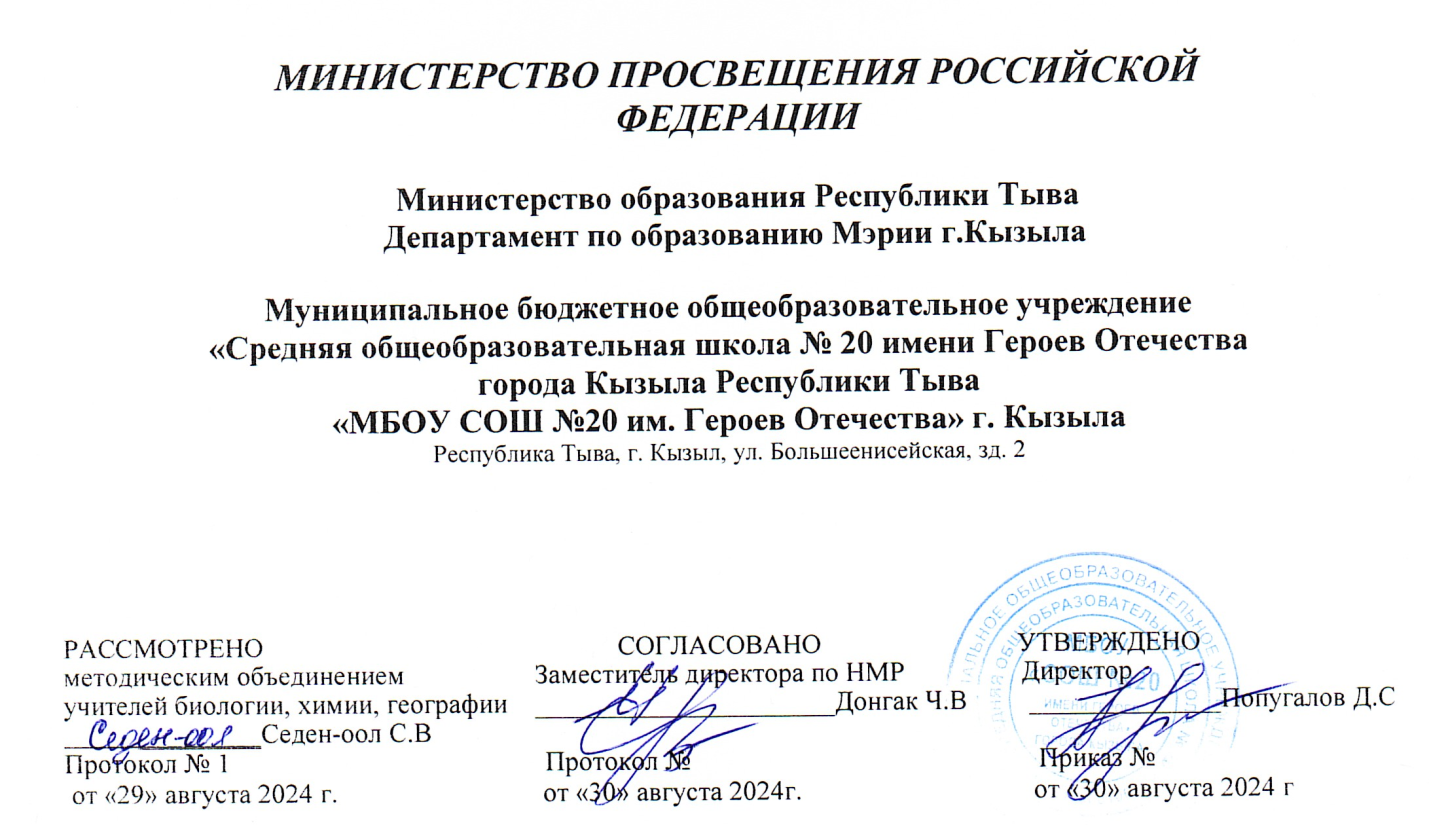 МИНИСТЕРСТВО ПРОСВЕЩЕНИЯ РОССИЙСКОЙ
ФЕДЕРАЦИИ
Министерство образования Республики Тыва
Департамент по образованию Мэрии г.Кызыла
Муниципальное бюджетное общеобразовательное учреждение
«Средняя общеобразовательная школа № 20 имени Героев Отечества
города Кызыла Республики Тыва
«МБОУ СОШ №20 им. Героев Отечества» г. Кызыла
Республика Тыва, г. Кызыл, ул. Большеенисейская, зд. 2
РАССМОТРЕНО
методическим объединением
учителей биологии, химии, географии
Седен-оол Седен-оол С.В
Протокол № 1
от «29» августа 2024 г.
СОГЛАСОВАНО
Заместитель директора по НМР
Донгак Ч.В
Протокол №
от «30» августа 2024г.
УТВЕРЖДЕНО
Директор
Попугалов Д.С
Приказ №
от «30» августа 2024 г
ОБЩЕОБРАЗОВАТЕЛЬНОЕ